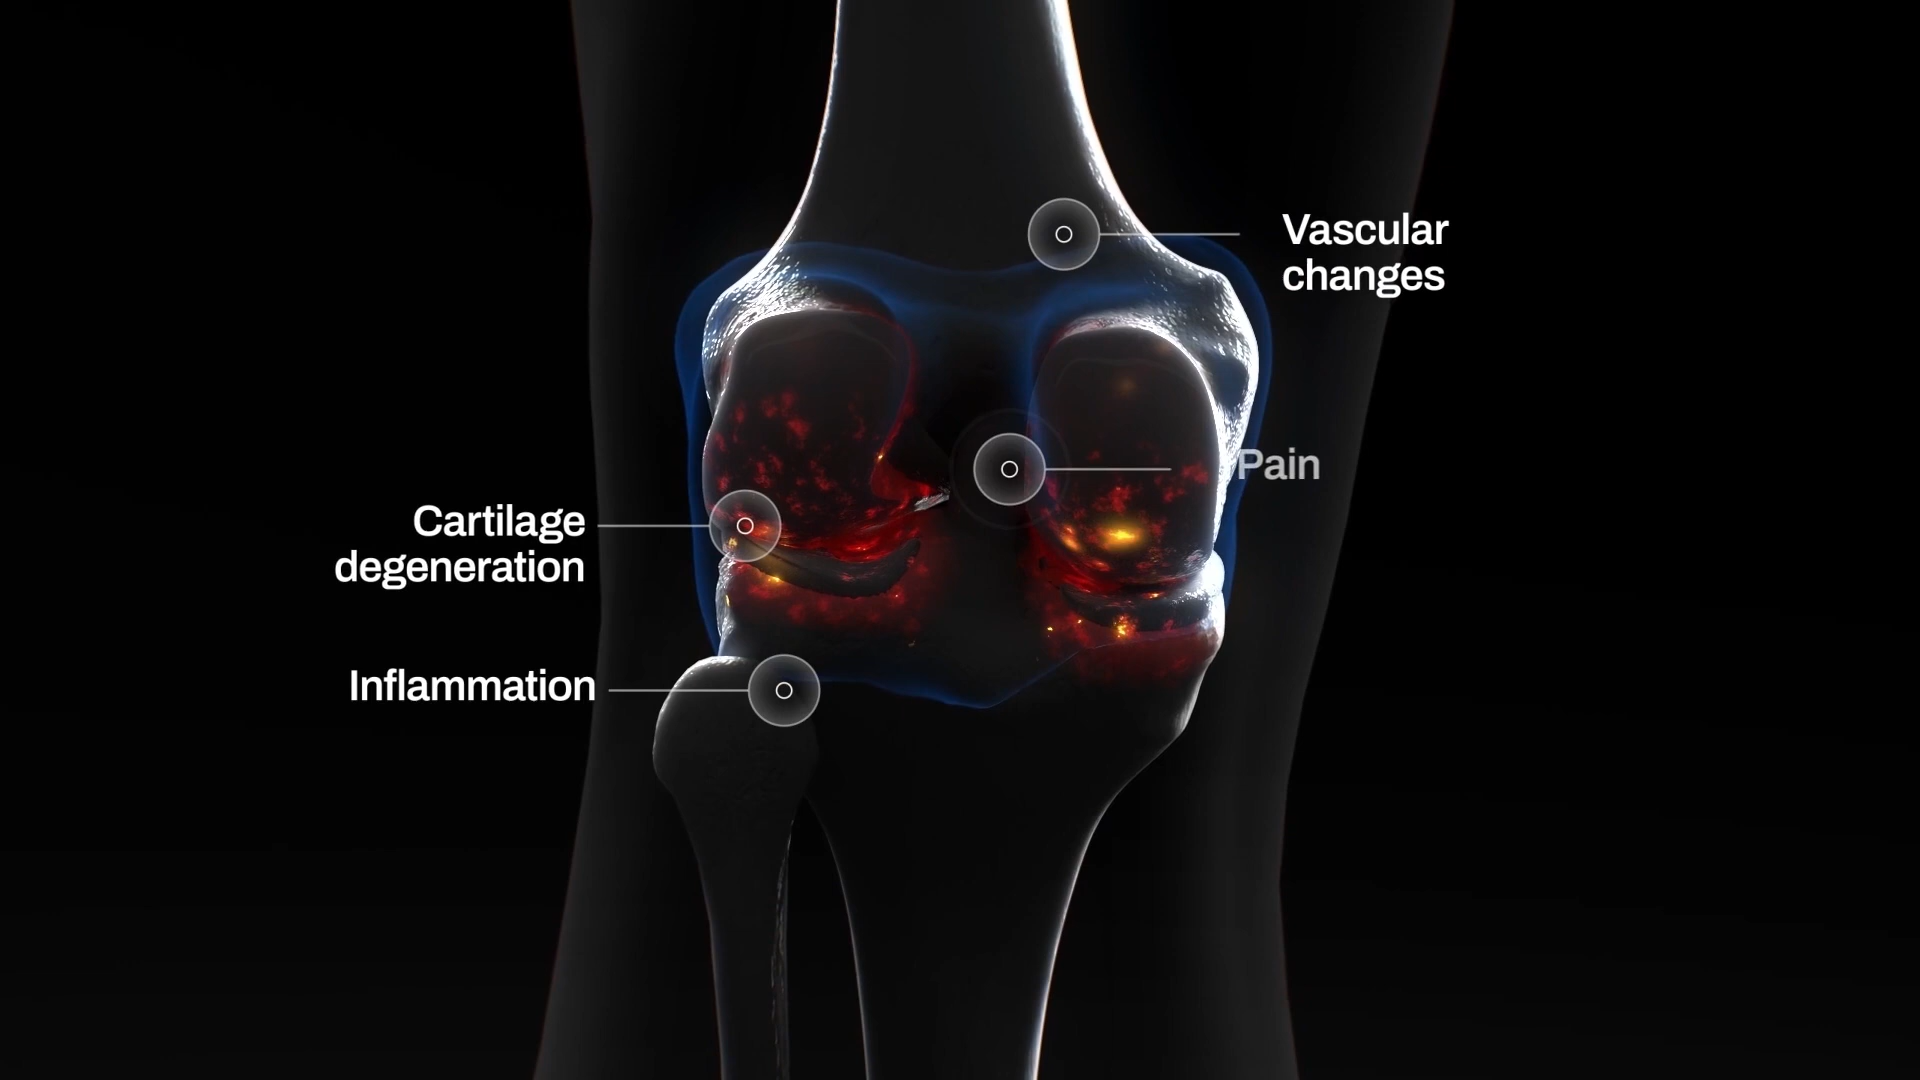 Vascular
changes
Pain
Cartilage
degeneration
Inflammation